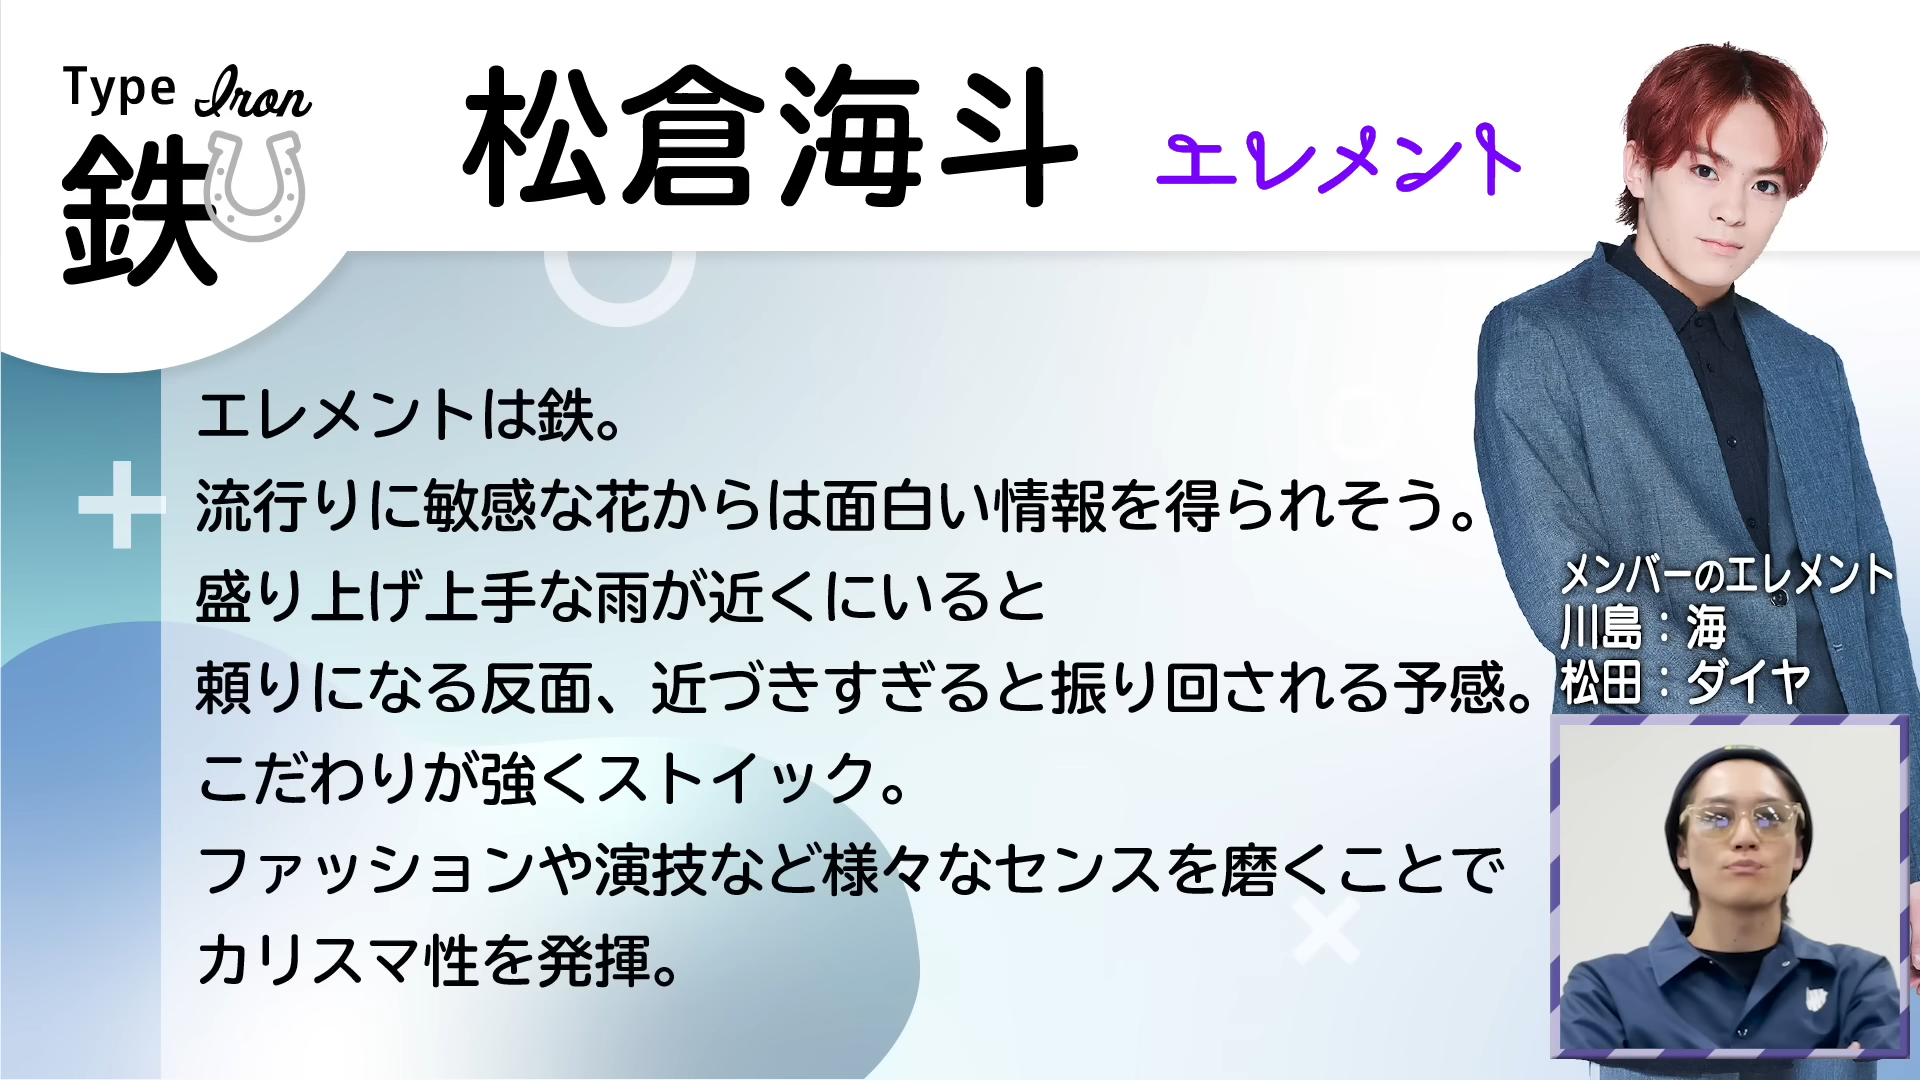 Type Iron
鉄
松倉海斗 エレメント
エレメントは鉄。
流行りに敏感な花からは面白い情報を得られそう。
盛り上げ上手な雨が近くにいると
頼りになる反面、近づきすぎると振り回される予感。
こだわりが強くストイック。
ファッションや演技など様々なセンスを磨くことで
カリスマ性を発揮。
メンバーのエレメント
川島：海
松田：ダイヤ